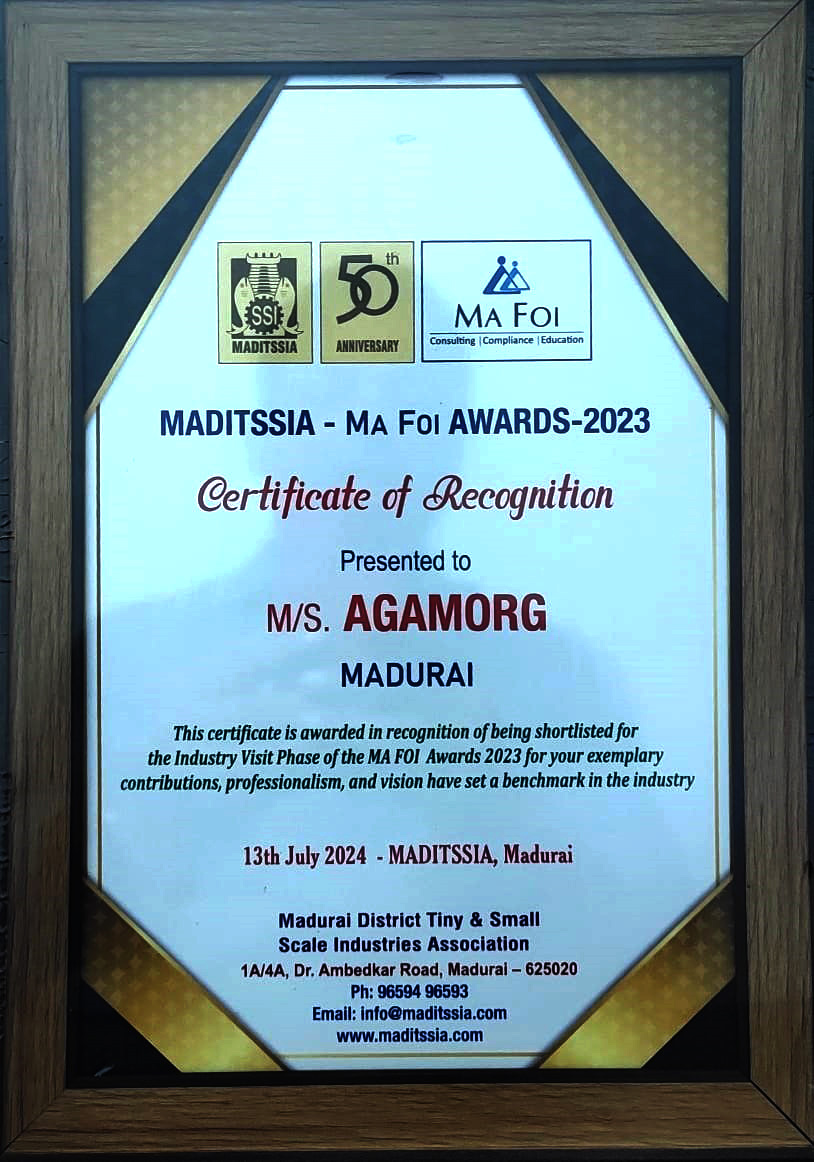 SSI
MADITSSIA
50th
ANNIVERSARY
MA FOI
Consulting | Compliance | Education
MADITSSIA - MA FOI AWARDS-2023
Certificate of Recognition
Presented to
M/S. AGAMORG
MADURAI
This certificate is awarded in recognition of being shortlisted for
the Industry Visit Phase of the MA FOI Awards 2023 for your exemplary
contributions, professionalism, and vision have set a benchmark in the industry
13th July 2024 - MADITSSIA, Madurai
Madurai District Tiny & Small
Scale Industries Association
1A/4A, Dr. Ambedkar Road, Madurai – 625020
Ph: 96594 96593
Email: info@maditssia.com
www.maditssia.com